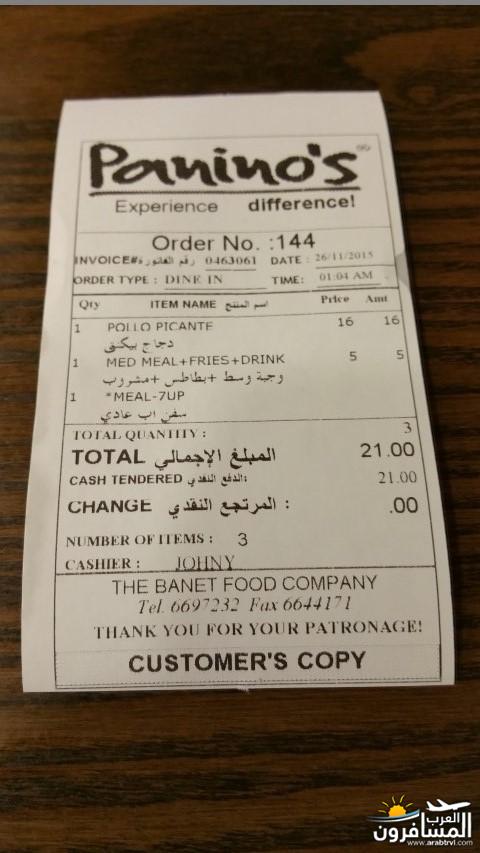 Panino's
Experience difference!
Order No. :144
INVOICE# رقم الفاتورة 0463061 DATE : 26/11/2015
ORDER TYPE : DINE IN TIME: 01:04 AM
Qty ITEM NAME اسم المنتج Price Amt
1 POLLO PICANTE 16 16
دجاج بيكنق
1 MED MEAL+FRIES+DRINK 5 5
وجبة وسط +بطاطس +مشروب
1 *MEAL-7UP
سفن اب عادي
TOTAL QUANTITY : 3
TOTAL المبلغ الإجمالي 21.00
CASH TENDERED الدفع النقدي: 21.00
CHANGE المرتجع النقدي : .00
NUMBER OF ITEMS : 3
CASHIER : JOHNY
THE BANET FOOD COMPANY
Tel. 6697232 Fax 6644171
THANK YOU FOR YOUR PATRONAGE!
CUSTOMER'S COPY
العرب
المسافرون
www.arabtrvl.com